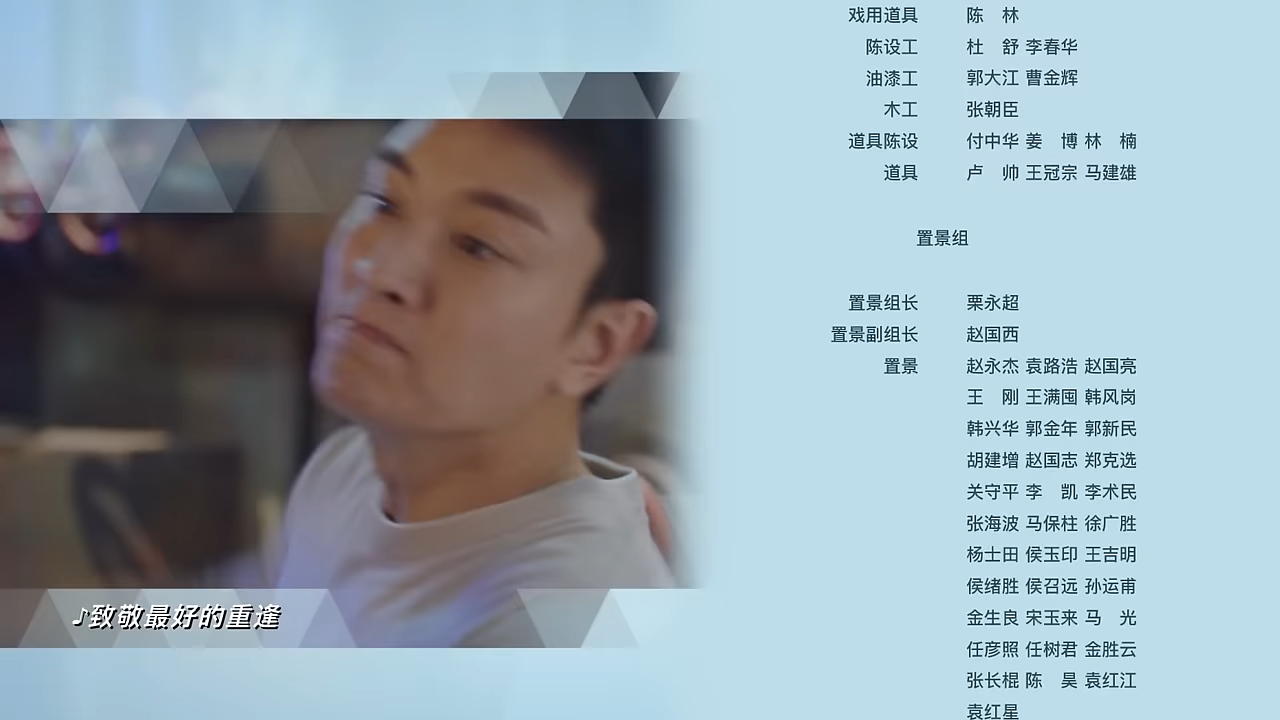 戏用道具 陈 林
陈设工 杜 舒 李春华
油漆工 郭大江 曹金辉
木工 张朝臣
道具陈设 付中华 姜 博 林 楠
道具 卢 帅 王冠宗 马建雄
置景组
置景组长 栗永超
置景副组长 赵国西
置景 赵永杰 袁路浩 赵国亮
王 刚 王满囤 韩风岗
韩兴华 郭金年 郭新民
胡建增 赵国志 郑克选
关守平 李 凯 李术民
张海波 马保柱 徐广胜
杨士田 侯玉印 王吉明
侯绪胜 侯召远 孙运甫
金生良 宋玉来 马 光
任彦照 任树君 金胜云
张长棍 陈 昊 袁红江
袁红星
♪致敬最好的重逢